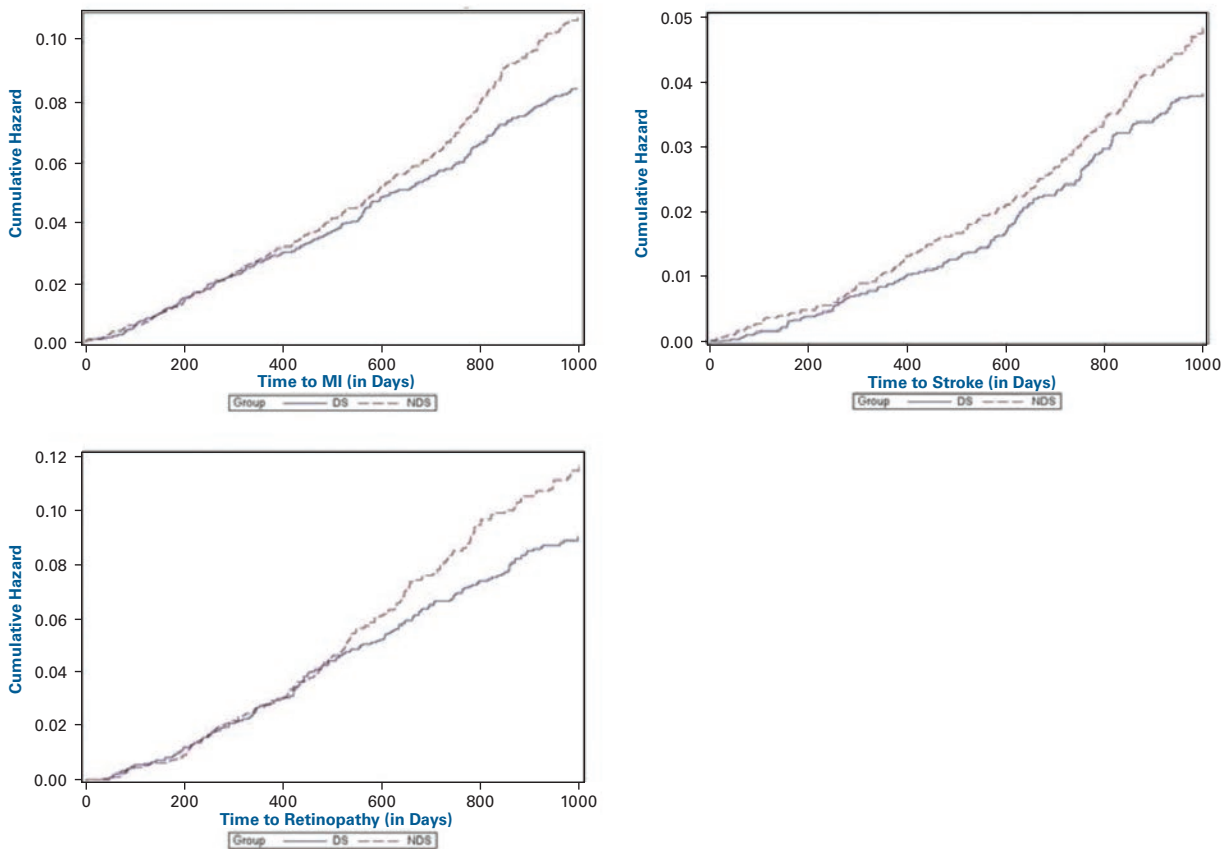 Cumulative Hazard
0.10
0.08
0.06
0.04
0.02
0.00
0 200 400 600 800 1000
Time to MI (in Days)
Group DS NDS
Cumulative Hazard
0.05
0.04
0.03
0.02
0.01
0.00
0 200 400 600 800 1000
Time to Stroke (in Days)
Group DS NDS
Cumulative Hazard
0.12
0.10
0.08
0.06
0.04
0.02
0.00
0 200 400 600 800 1000
Time to Retinopathy (in Days)
Group DS NDS